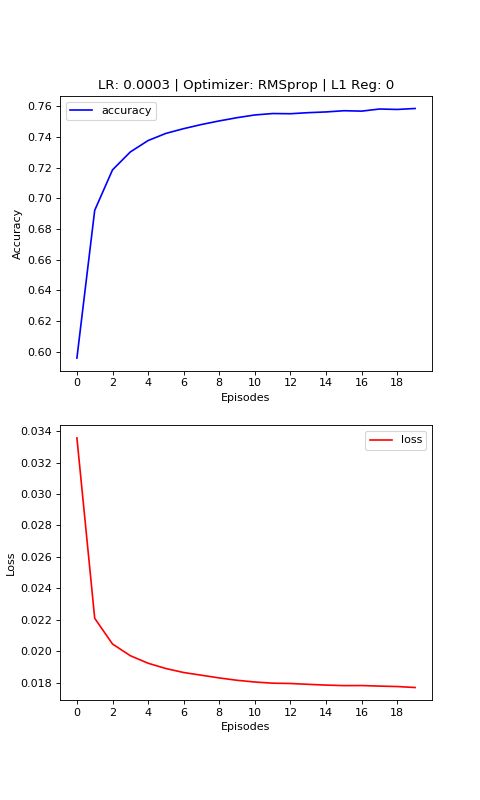 LR: 0.0003 | Optimizer: RMSprop | L1 Reg: 0
accuracy
0.76
0.74
0.72
0.70
0.68
0.66
0.64
0.62
0.60
Accuracy
0 2 4 6 8 10 12 14 16 18
Episodes
loss
0.034
0.032
0.030
0.028
0.026
0.024
0.022
0.020
0.018
Loss
0 2 4 6 8 10 12 14 16 18
Episodes